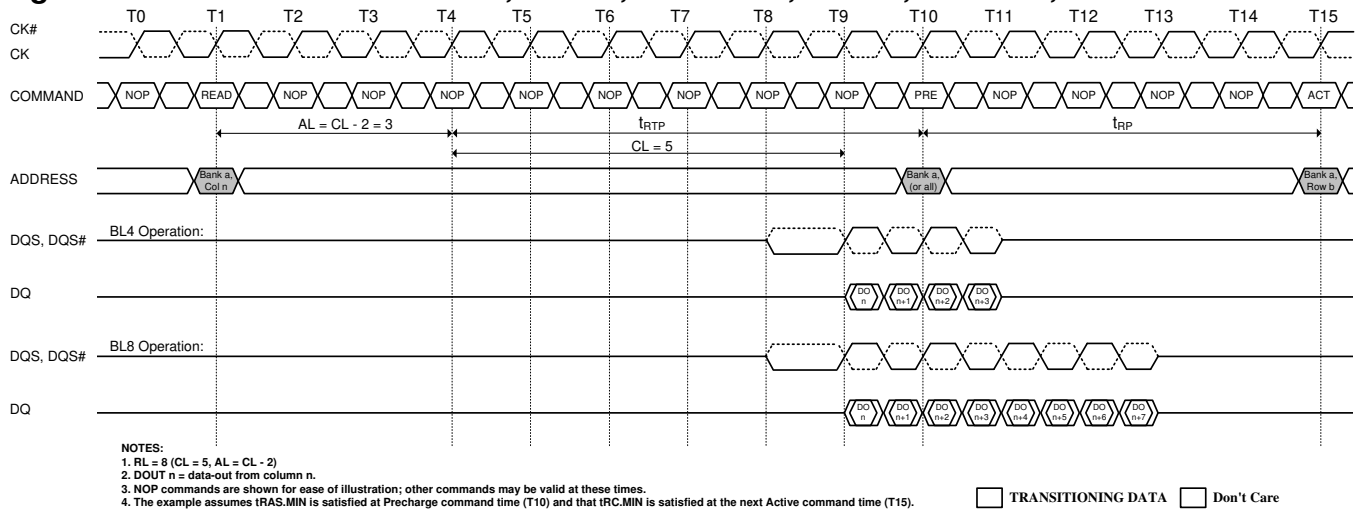 T0 T1 T2 T3 T4 T5 T6 T7 T8 T9 T10 T11 T12 T13 T14 T15
CK#
CK
COMMAND NOP READ NOP NOP NOP NOP NOP NOP NOP NOP PRE NOP NOP NOP NOP ACT
AL = CL - 2 = 3 tRTP tRP
CL = 5
ADDRESS Bank a, Col n Bank a, (or all) Bank a, Row b
DQS, DQS# BL4 Operation:
DQ DO n DO n+1 DO n+2 DO n+3
DQS, DQS# BL8 Operation:
DQ DO n DO n+1 DO n+2 DO n+3 DO n+4 DO n+5 DO n+6 DO n+7
NOTES:
1. RL = 8 (CL = 5, AL = CL - 2)
2. DOUT n = data-out from column n.
3. NOP commands are shown for ease of illustration; other commands may be valid at these times.
4. The example assumes tRAS.MIN is satisfied at Precharge command time (T10) and that tRC.MIN is satisfied at the next Active command time (T15).
TRANSITIONING DATA Don't Care